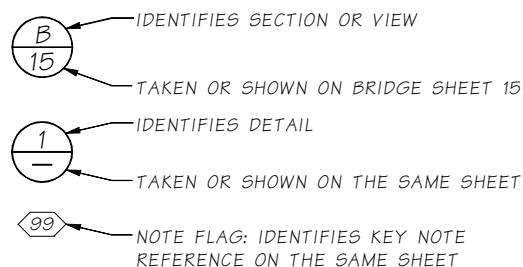 B
IDENTIFIES SECTION OR VIEW
15
TAKEN OR SHOWN ON BRIDGE SHEET 15
1
IDENTIFIES DETAIL
—
TAKEN OR SHOWN ON THE SAME SHEET
99
NOTE FLAG: IDENTIFIES KEY NOTE
REFERENCE ON THE SAME SHEET